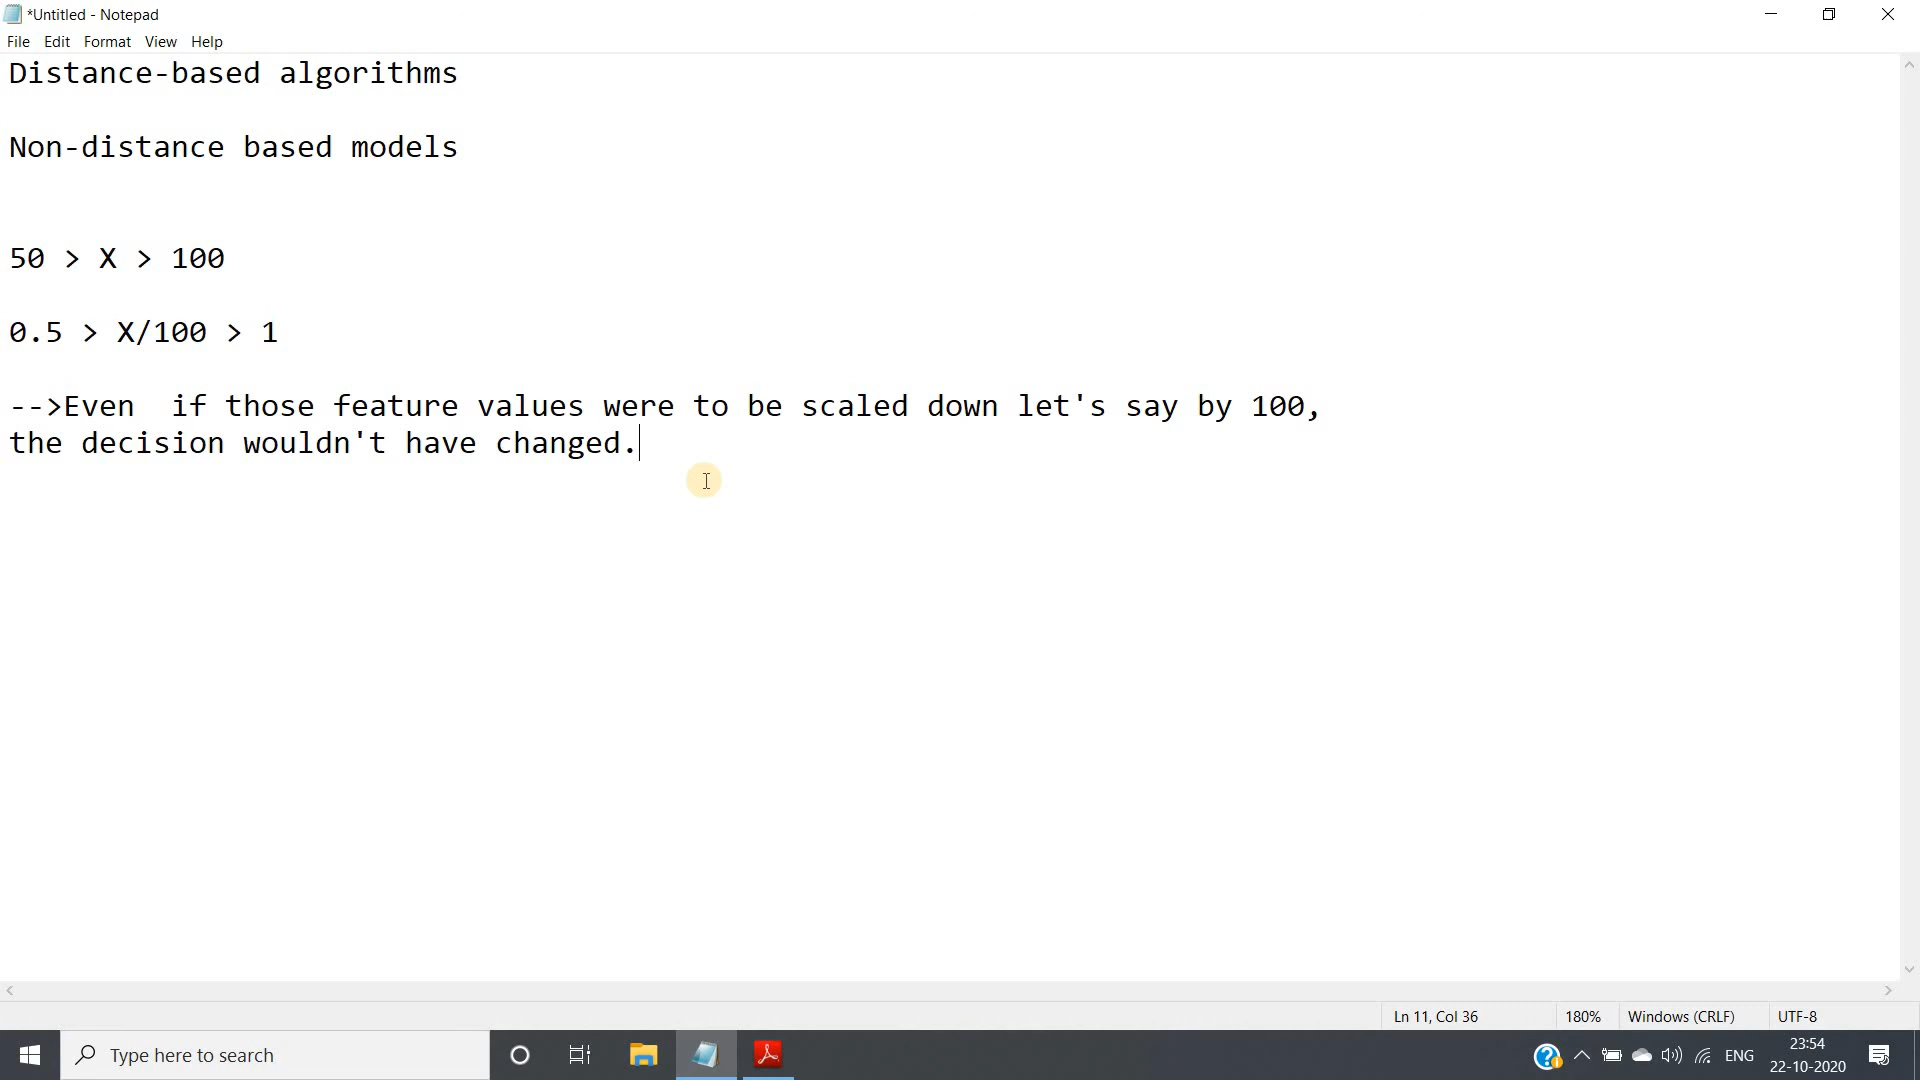 *Untitled - Notepad
File Edit Format View Help
Distance-based algorithms
Non-distance based models
50 > X > 100
0.5 > X/100 > 1
-->Even  if those feature values were to be scaled down let's say by 100,
the decision wouldn't have changed.
Ln 11, Col 36 180% Windows (CRLF) UTF-8
Type here to search
ENG
23:54
22-10-2020